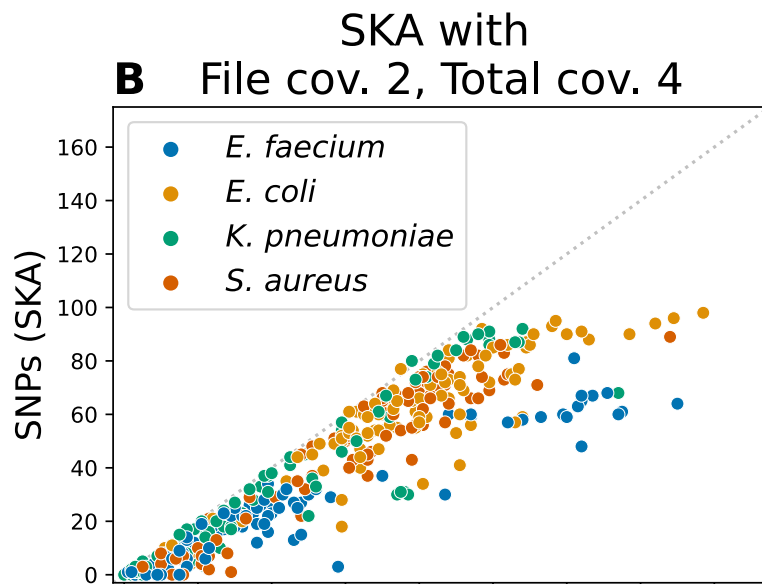 SKA with
B File cov. 2, Total cov. 4
E. faecium
E. coli
K. pneumoniae
S. aureus
SNPs (SKA)
160
140
120
100
80
60
40
20
0